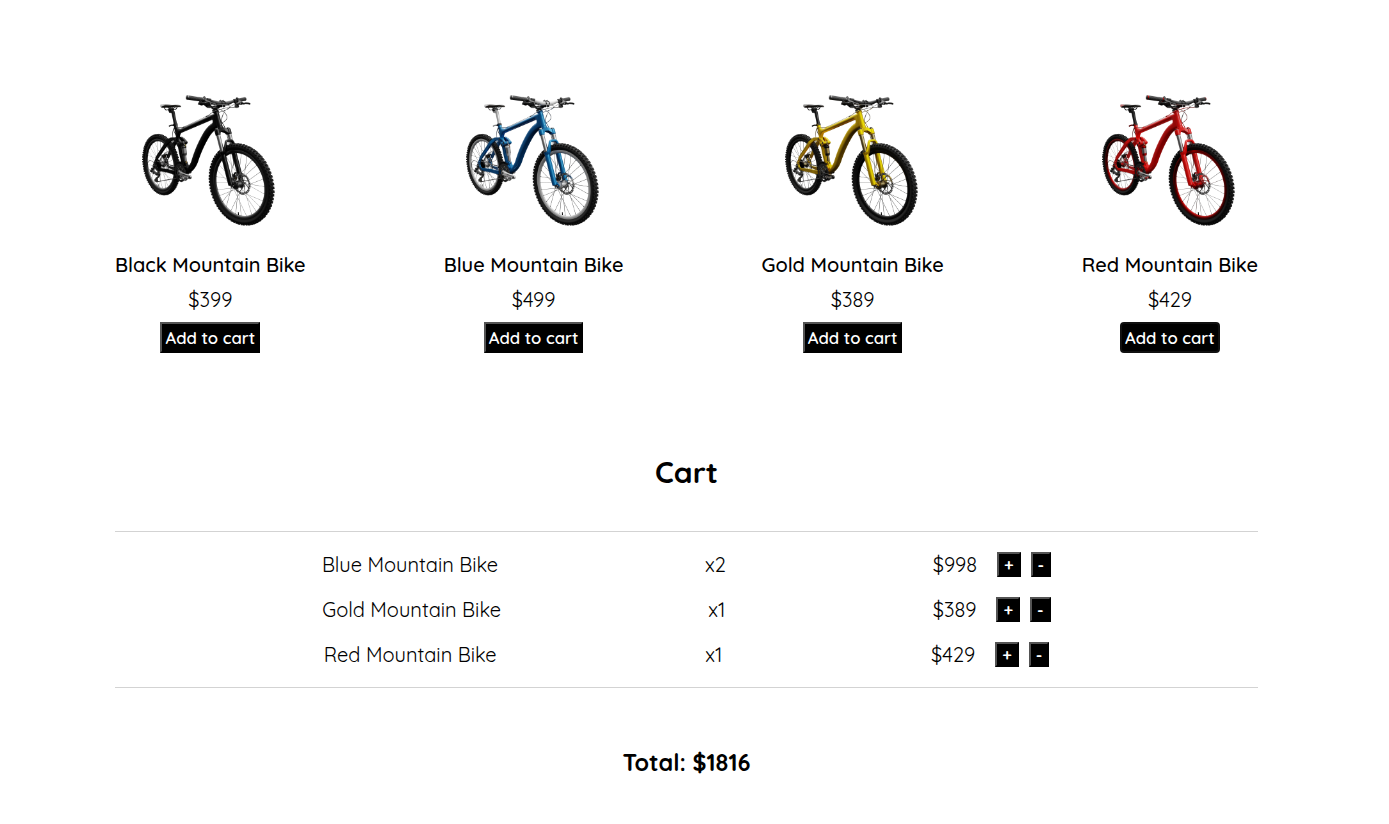 Black Mountain Bike
Blue Mountain Bike
Gold Mountain Bike
Red Mountain Bike
$399
$499
$389
$429
Add to cart
Add to cart
Add to cart
Add to cart
Cart
Blue Mountain Bike x2 $998 + -
Gold Mountain Bike x1 $389 + -
Red Mountain Bike x1 $429 + -
Total: $1816